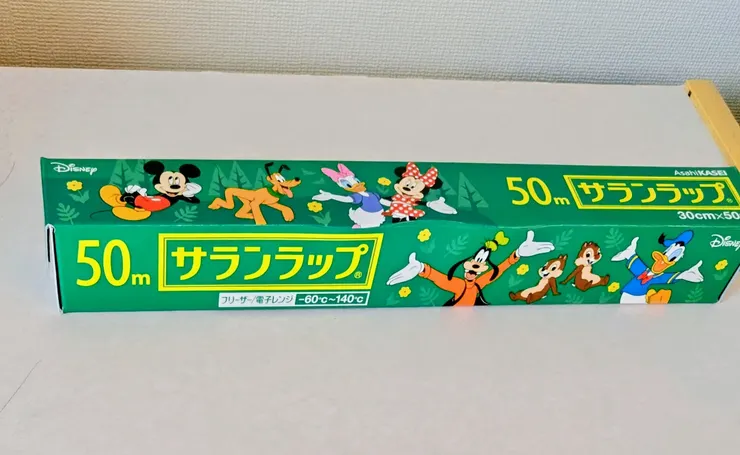 Disney
AsahiKASEI
50m サランラップ®
30cm×50
50m サランラップ®
フリーザー/電子レンジ -60℃~140℃
Disney